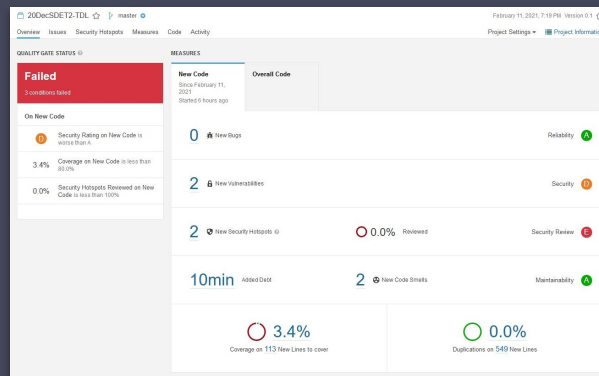 20DecSDET2-TDL master
February 11, 2021, 7:19 PM Version 0.1
Overview Issues Security Hotspots Measures Code Activity
Project Settings Project Informatio
QUALITY GATE STATUS
Failed
3 conditions failed
On New Code
D Security Rating on New Code is
worse than A
3.4% Coverage on New Code is less than
80.0%
0.0% Security Hotspots Reviewed on New
Code is less than 100%
MEASURES
New Code
Since February 11,
2021
Started 6 hours ago
Overall Code
0 New Bugs
Reliability A
2 New Vulnerabilities
Security D
2 New Security Hotspots
0.0% Reviewed
Security Review E
10min Added Debt
2 New Code Smells
Maintainability A
3.4%
Coverage on 113 New Lines to cover
0.0%
Duplications on 549 New Lines